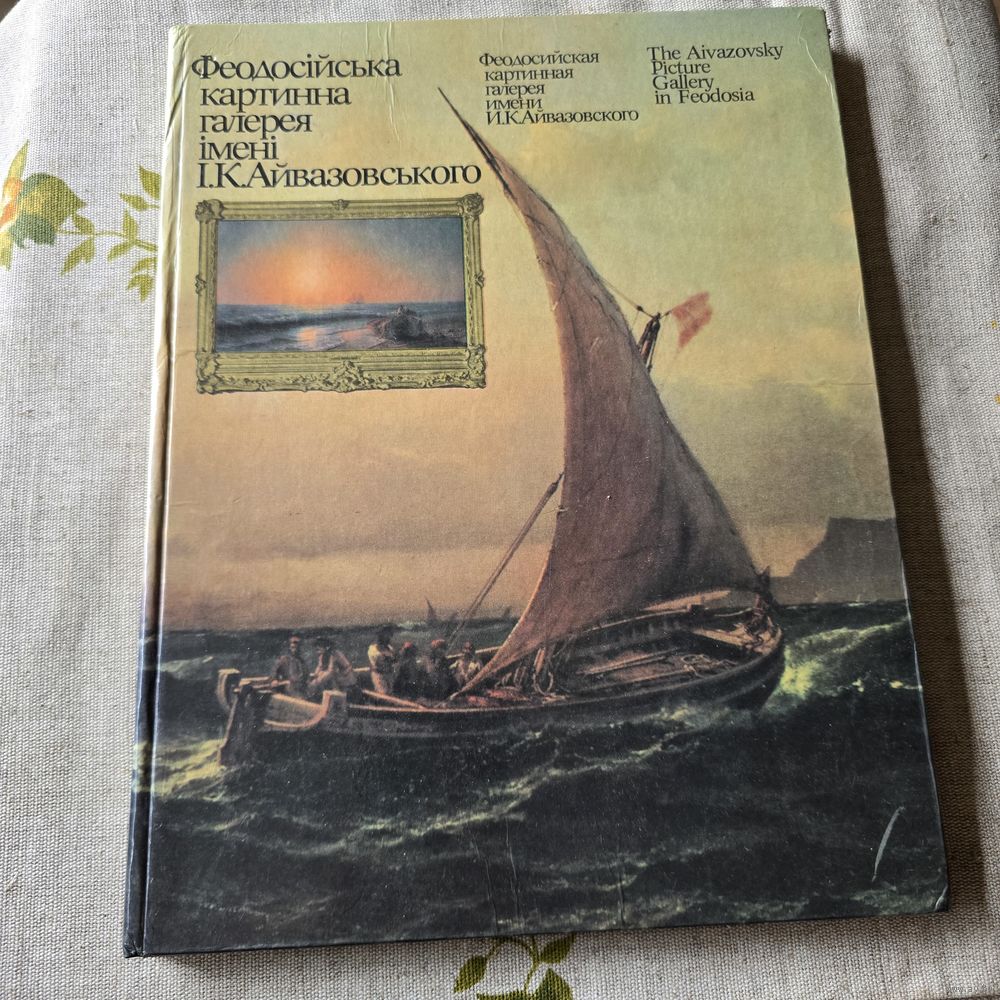 Феодосійська
картинна
галерея
імені
І.К.Айвазовського
Феодосийская
картинная
галерея
имени
И.К.Айвазовского
The Aivazovsky
Picture
Gallery
in Feodosia